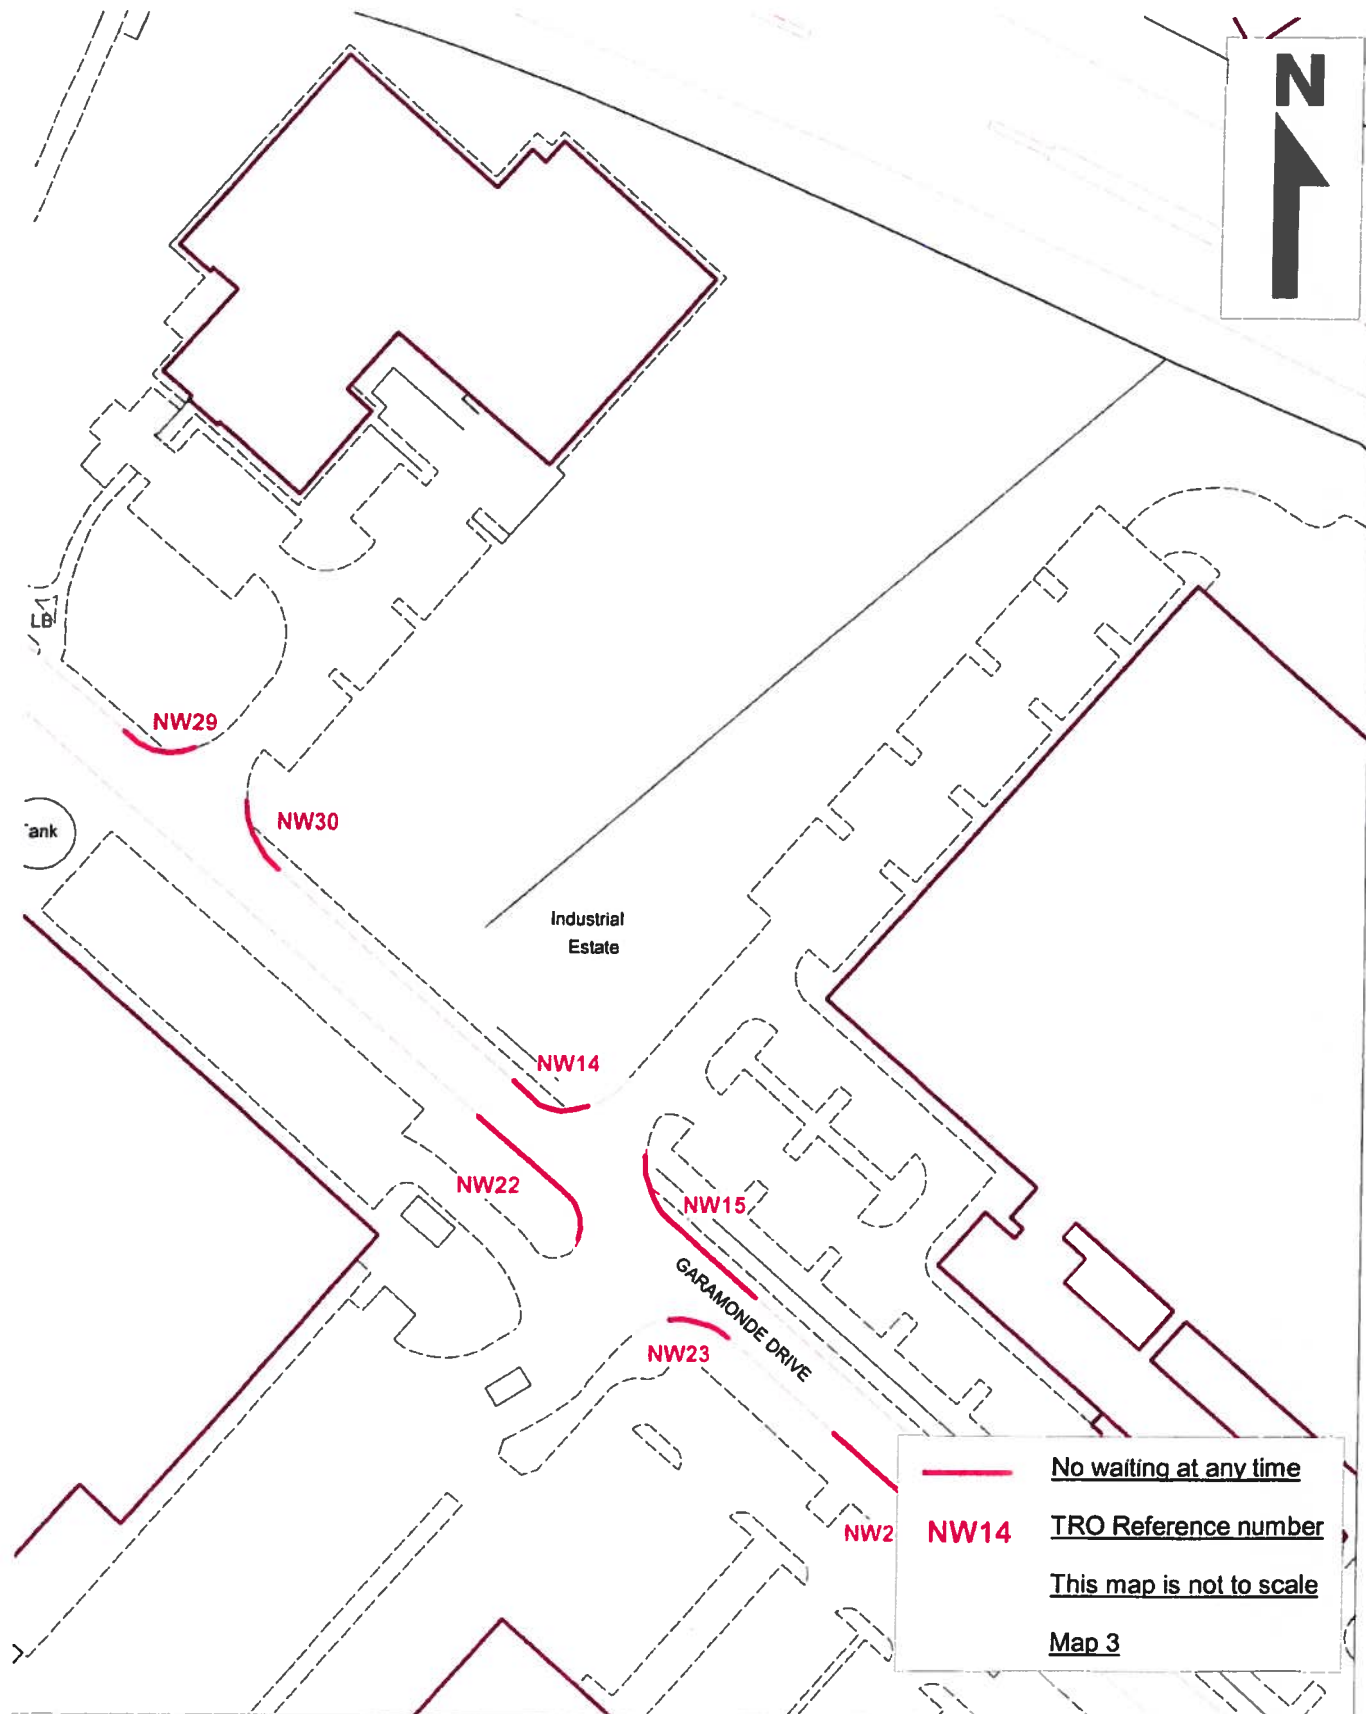 N
LB
NW29
NW30
ank
Industrial
Estate
NW14
NW22
NW15
GARAMONDE DRIVE
NW23
NW2
No waiting at any time
NW14
TRO Reference number
This map is not to scale
Map 3